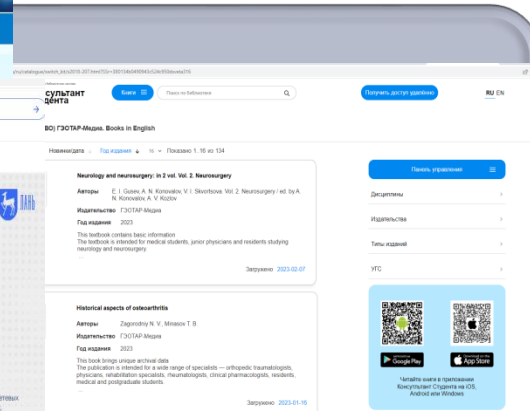 сультант
дента
Книги
Поиск по библиотеке
Получить доступ удаленно
RU EN
ВО) ГЭОТАР-Медиа. Books in English
Новинки/дата
Год издания
16
Показано 1..16 из 134
Neurology and neurosurgery: in 2 vol. Vol. 2. Neurosurgery
Авторы E. I. Gusev, A. N. Konovalov, V. I. Skvortsova. Vol. 2. Neurosurgery / ed. by A.
N. Konovalov, A. V. Kozlov
Издательство ГЭОТАР-Медиа
Год издания 2023
This textbook contains basic information
The textbook is intended for medical students, junior physicians and residents studying
neurology and neurosurgery.
...
Загружено 2023-02-07
Historical aspects of osteoarthritis
Авторы Zagorodny N. V., Minasov T. B.
Издательство ГЭОТАР-Медиа
Год издания 2023
This book brings unique archival data
The publication is intended for a wide range of specialists — orthopedic traumatologists,
physicians, rehabilitation specialists, rheumatologists, clinical pharmacologists, residents,
medical and postgraduate students.
...
Загружено 2023-01-16
Панель управления
Дисциплины
Издательства
Типы изданий
УГС
Google Play
App Store
Читайте книги в приложении
Консультант Студента на iOS,
Android или Windows
ЛАНЬ
етевых